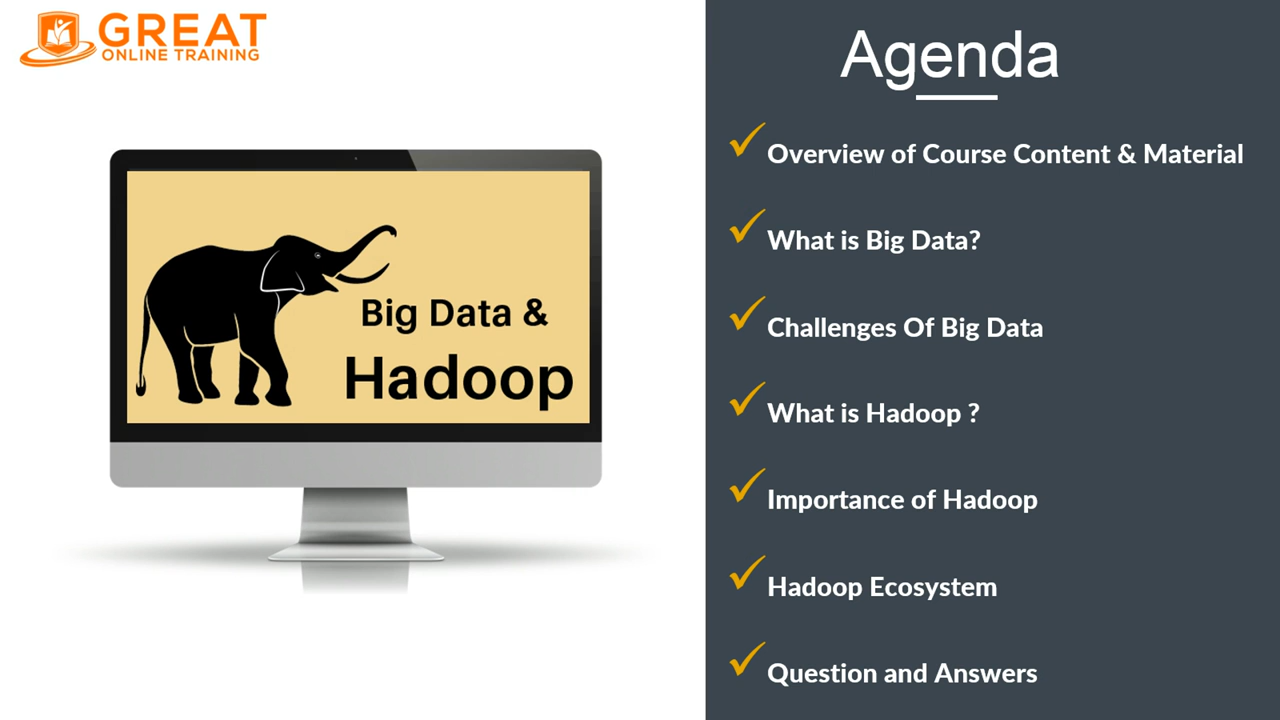 GREAT
ONLINE TRAINING
Big Data &
Hadoop
Agenda
Overview of Course Content & Material
What is Big Data?
Challenges Of Big Data
What is Hadoop ?
Importance of Hadoop
Hadoop Ecosystem
Question and Answers